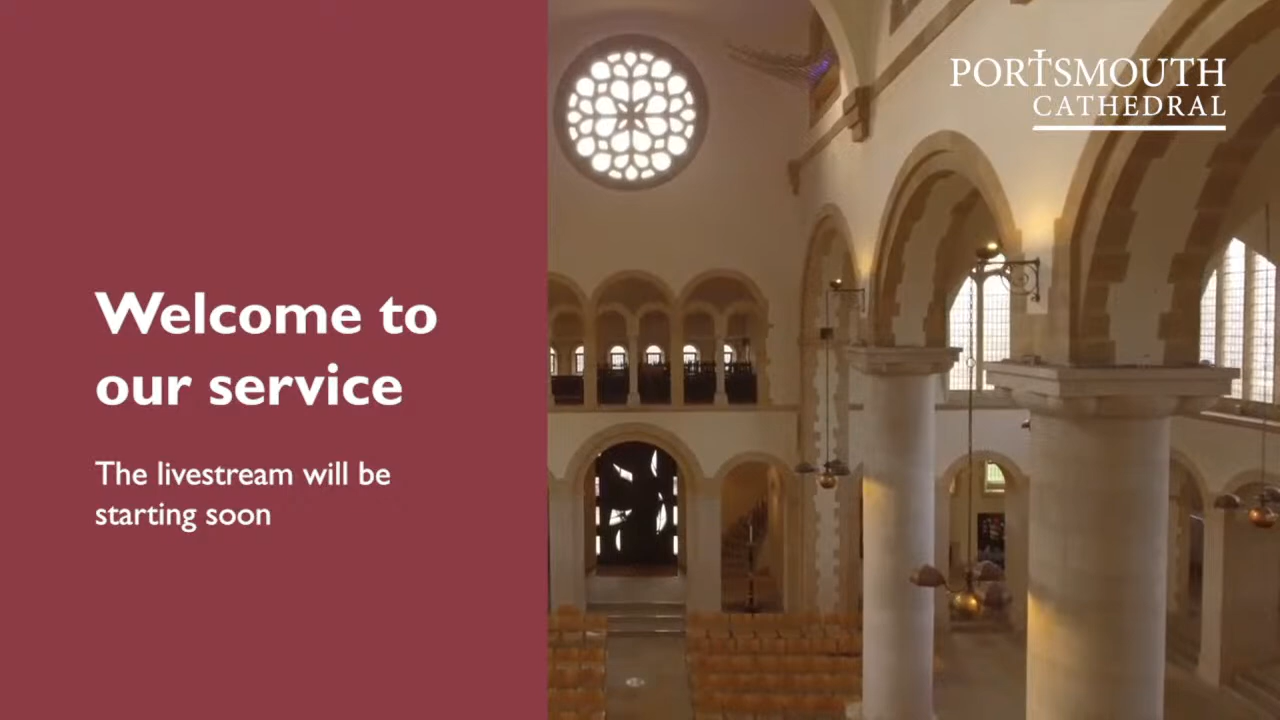 Welcome to
our service
The livestream will be
starting soon
PORTSMOUTH
CATHEDRAL